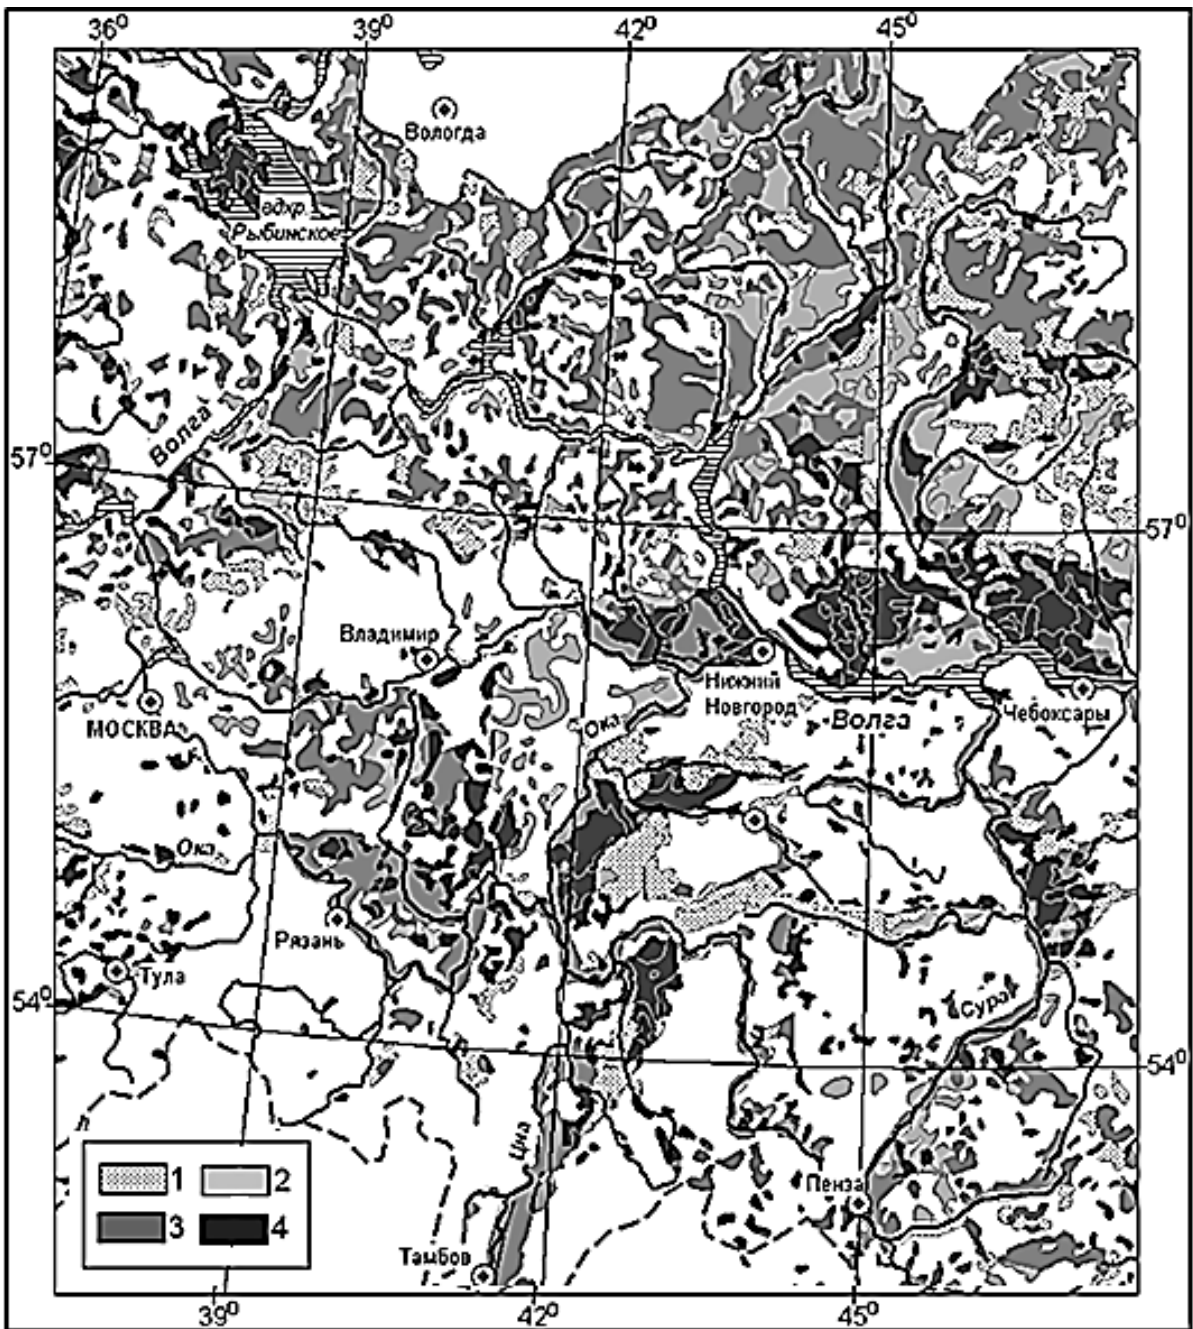 36⁰ 39⁰ 42⁰ 45⁰
Вологда
вдхр.
Рыбинское
Волга
57⁰
57⁰
Владимир
МОСКВА
Нижний
Новгород
Ока
Волга
Чебоксары
Ока
Рязань
Тула
54⁰
Сура
54⁰
Цна
Пенза
1 2
3 4
Тамбов
39⁰ 42⁰ 45⁰